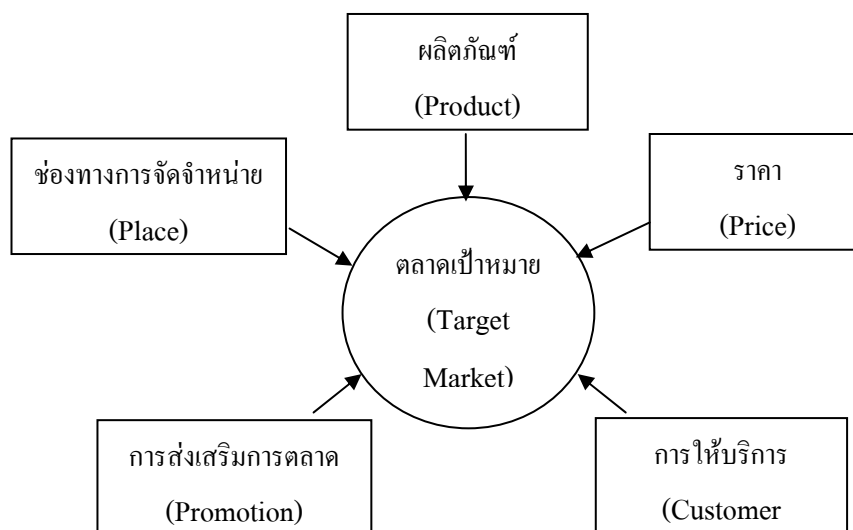 ผลิตภัณฑ์
(Product)
ช่องทางการจัดจำหน่าย
(Place)
ราคา
(Price)
ตลาดเป้าหมาย
(Target
Market)
การส่งเสริมการตลาด
(Promotion)
การให้บริการ
(Customer